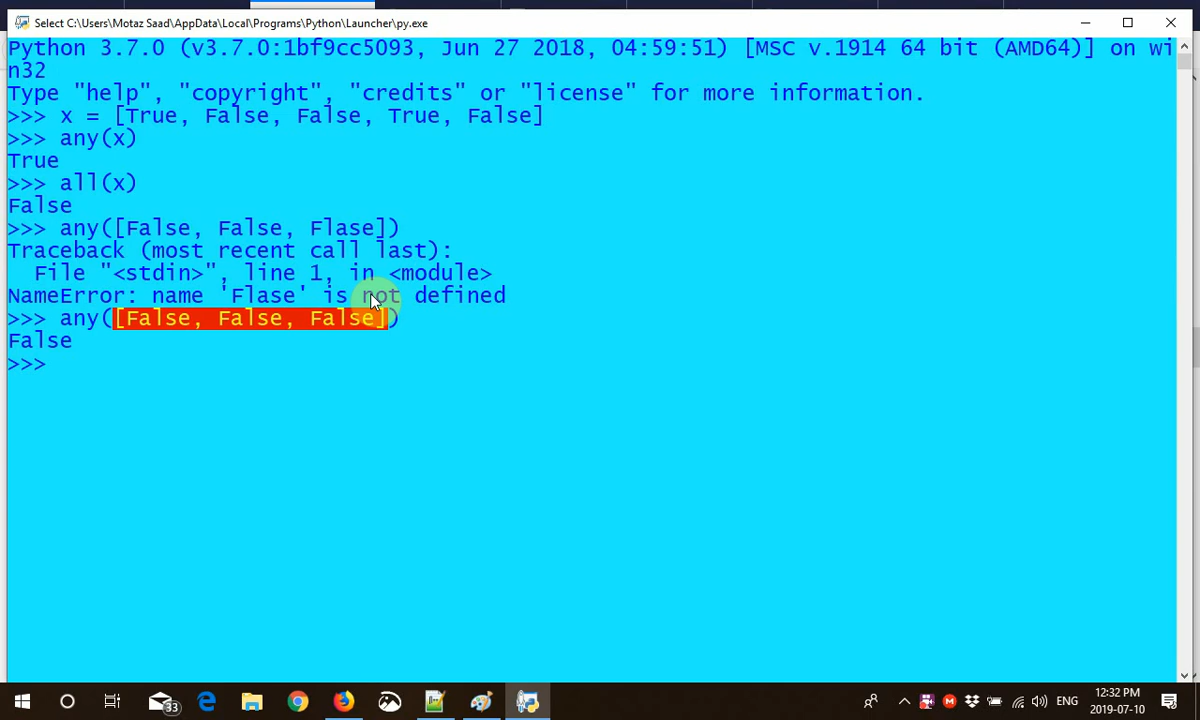 Select C:\Users\Motaz Saad\AppData\Local\Programs\Python\Launcher\py.exe
Python 3.7.0 (v3.7.0:1bf9cc5093, Jun 27 2018, 04:59:51) [MSC v.1914 64 bit (AMD64)] on wi
n32
Type "help", "copyright", "credits" or "license" for more information.
>>> x = [True, False, False, True, False]
>>> any(x)
True
>>> all(x)
False
>>> any([False, False, Flase])
Traceback (most recent call last):
  File "<stdin>", line 1, in <module>
NameError: name 'Flase' is not defined
>>> any([False, False, False])
False
>>>
33
ENG
12:32 PM
2019-07-10